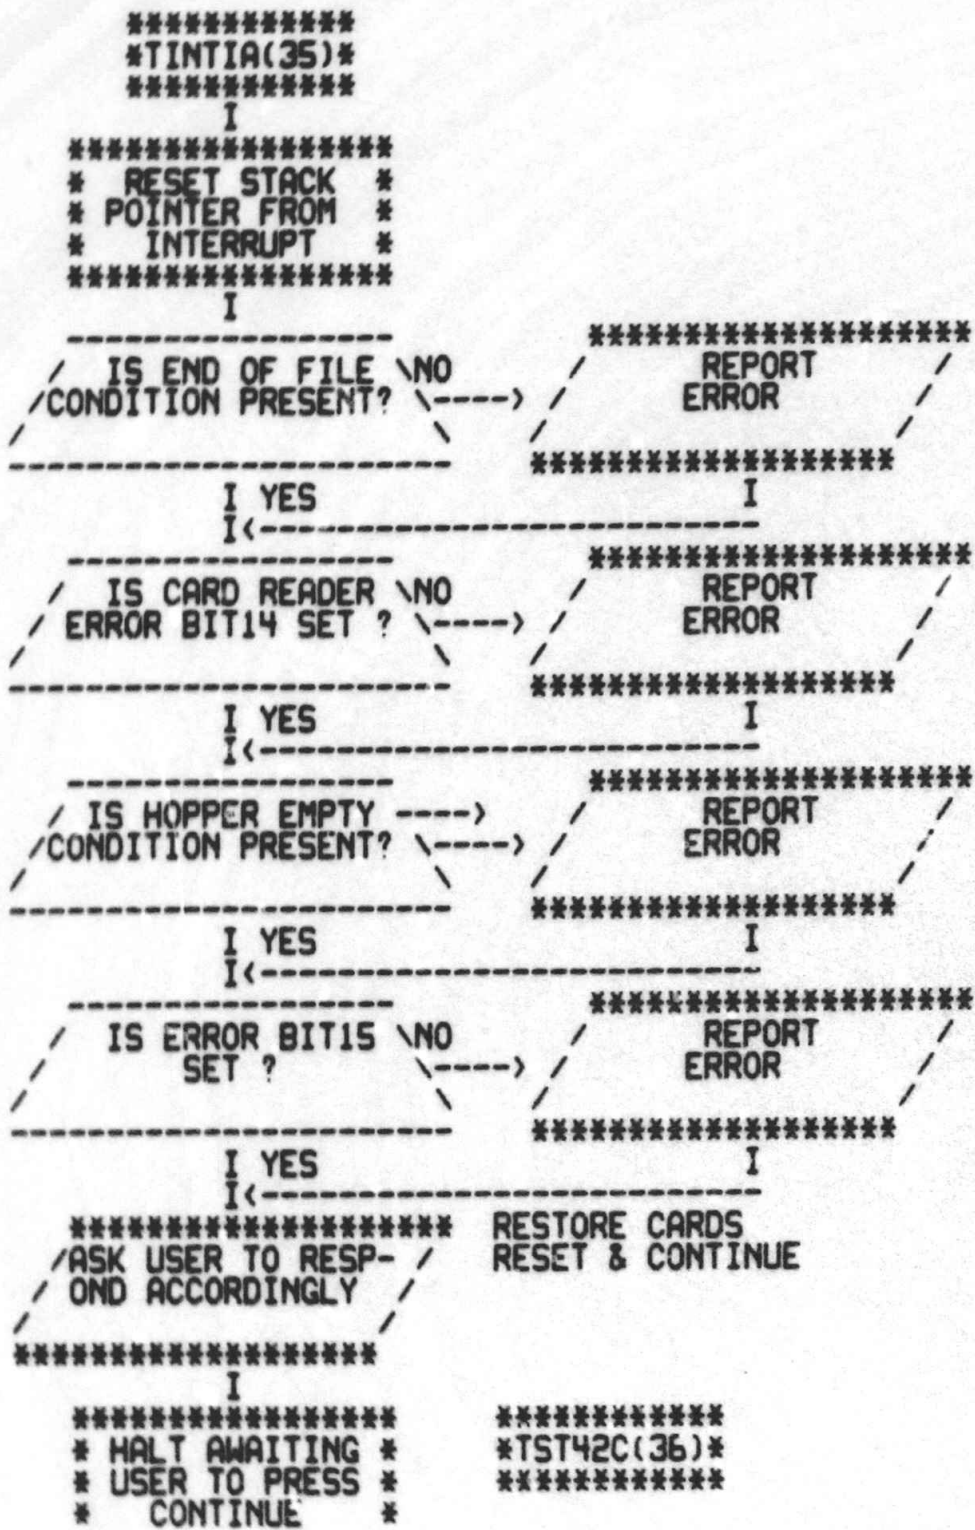 ************
*TINTIA(35)*
************
I
*****************
* RESET STACK *
* POINTER FROM *
* INTERRUPT *
*****************
I
-----------------
/ IS END OF FILE \NO
/CONDITION PRESENT? \---->
/ \
-----------------------
********************
/ REPORT /
/ ERROR /
/ /
*******************
I YES I
I<--------------------------
-----------------
/ IS CARD READER \NO
/ ERROR BIT14 SET ? \---->
/ \
-----------------------
********************
/ REPORT /
/ ERROR /
/ /
*******************
I YES I
I<--------------------------
-----------------
/ IS HOPPER EMPTY ---->
/CONDITION PRESENT? \---->
/ \
-----------------------
********************
/ REPORT /
/ ERROR /
/ /
*******************
I YES I
I<--------------------------
-----------------
/ IS ERROR BIT15 \NO
/ SET ? \---->
/ \
-----------------------
********************
/ REPORT /
/ ERROR /
/ /
*******************
I YES I
I<--------------------------
********************
/ASK USER TO RESP- /
/ OND ACCORDINGLY /
/ /
*******************
RESTORE CARDS
RESET & CONTINUE
I
*****************
* HALT AWAITING *
* USER TO PRESS *
* CONTINUE *
************
*TST42C(36)*
************